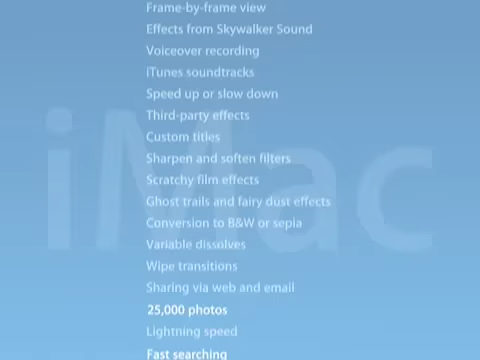 Frame-by-frame view
Effects from Skywalker Sound
Voiceover recording
iTunes soundtracks
Speed up or slow down
Third-party effects
Custom titles
Sharpen and soften filters
Scratchy film effects
Ghost trails and fairy dust effects
Conversion to B&W or sepia
Variable dissolves
Wipe transitions
Sharing via web and email
25,000 photos
Lightning speed
Fast searching
iMac